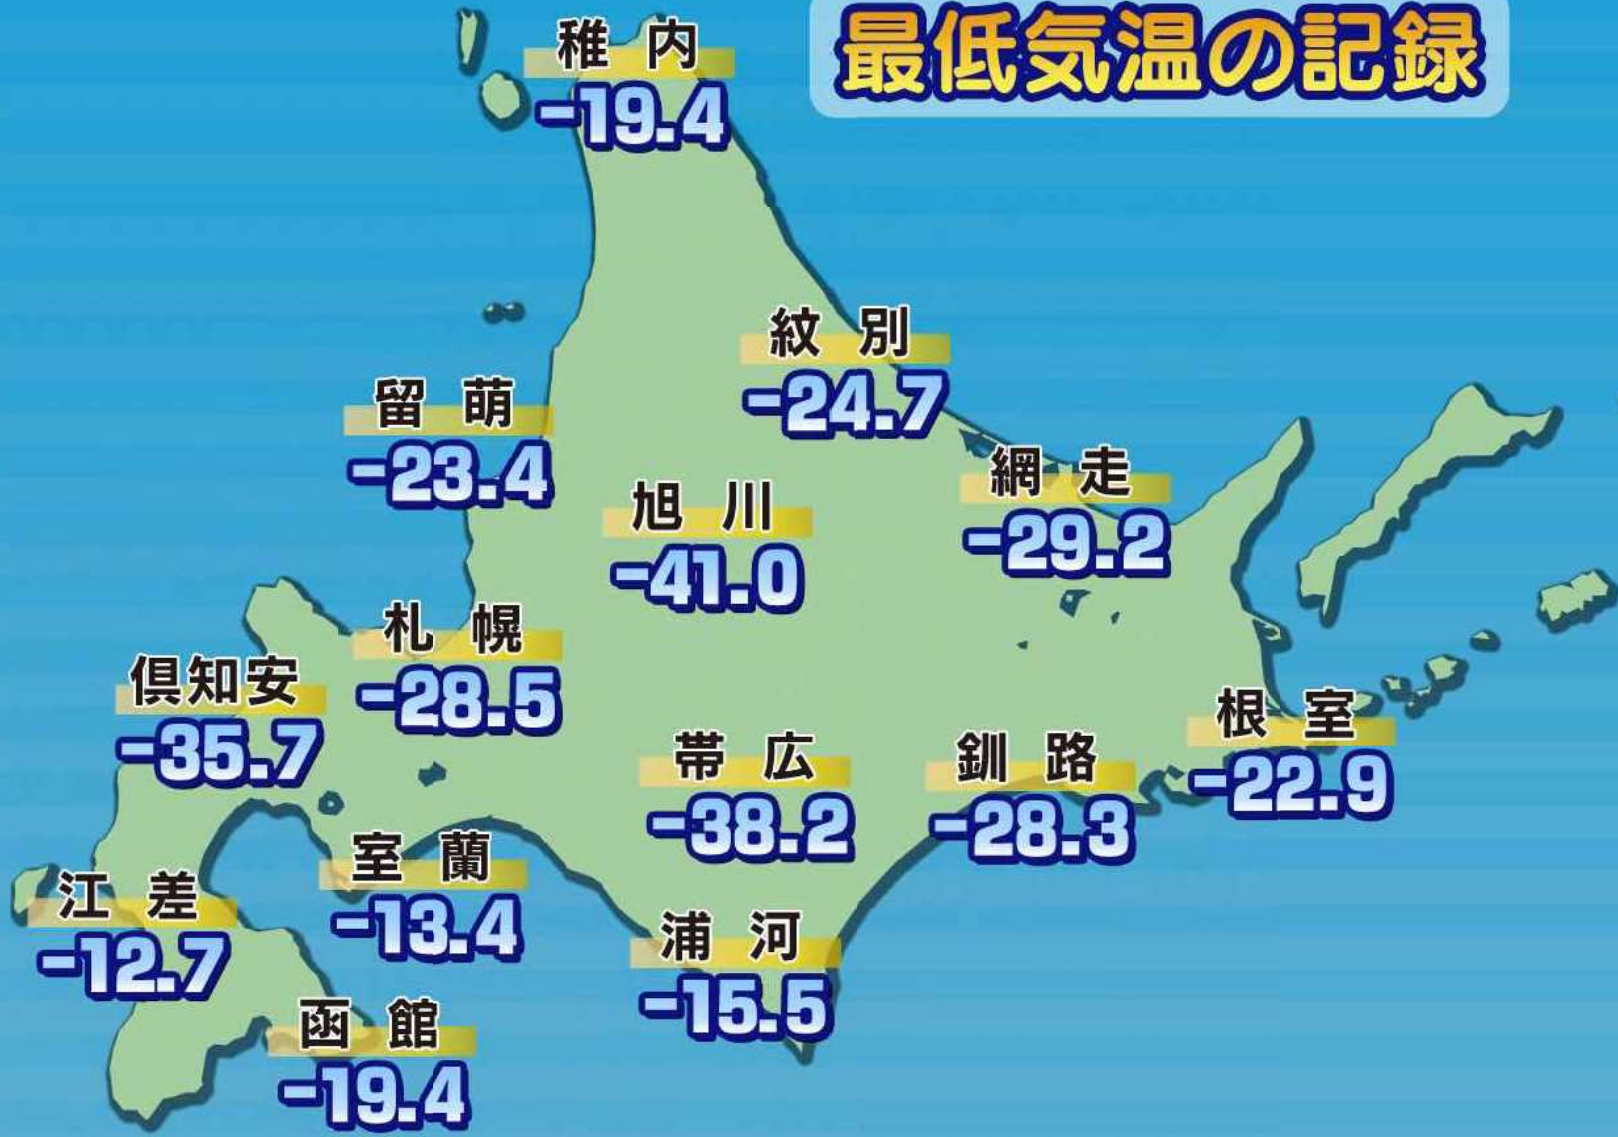 最低気温の記録
稚内
-19.4
紋別
-24.7
留萌
-23.4
網走
-29.2
旭川
-41.0
札幌
-28.5
倶知安
-35.7
根室
-22.9
帯広
-38.2
釧路
-28.3
室蘭
-13.4
江差
-12.7
浦河
-15.5
函館
-19.4